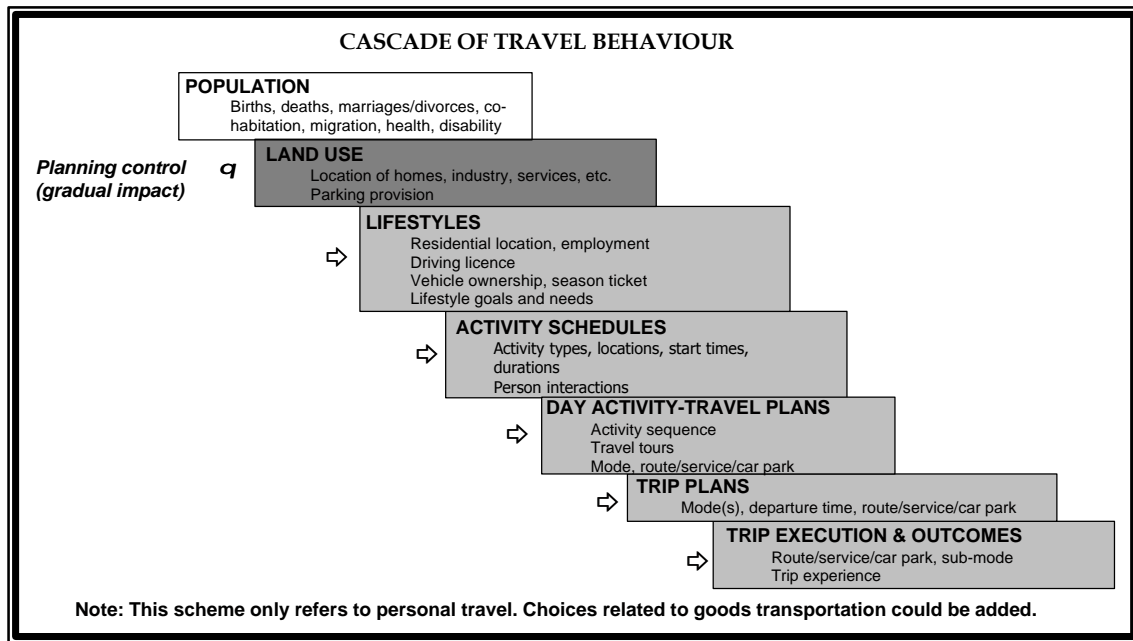 CASCADE OF TRAVEL BEHAVIOUR
POPULATION
Births, deaths, marriages/divorces, co-
habitation, migration, health, disability
Planning control q
(gradual impact)
LAND USE
Location of homes, industry, services, etc.
Parking provision
LIFESTYLES
Residential location, employment
Driving licence
Vehicle ownership, season ticket
Lifestyle goals and needs
ACTIVITY SCHEDULES
Activity types, locations, start times,
durations
Person interactions
DAY ACTIVITY-TRAVEL PLANS
Activity sequence
Travel tours
Mode, route/service/car park
TRIP PLANS
Mode(s), departure time, route/service/car park
TRIP EXECUTION & OUTCOMES
Route/service/car park, sub-mode
Trip experience
Note: This scheme only refers to personal travel. Choices related to goods transportation could be added.